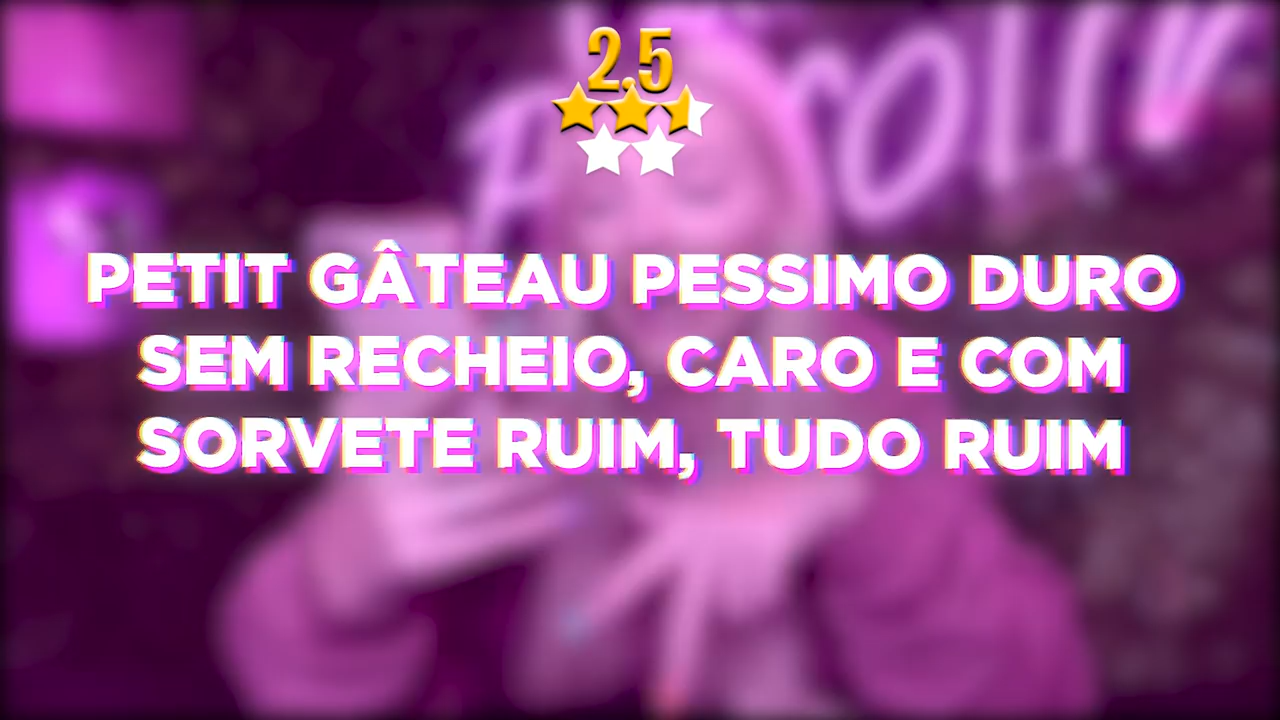 2.5
PETIT GÂTEAU PESSIMO DURO
SEM RECHEIO, CARO E COM
SORVETE RUIM, TUDO RUIM